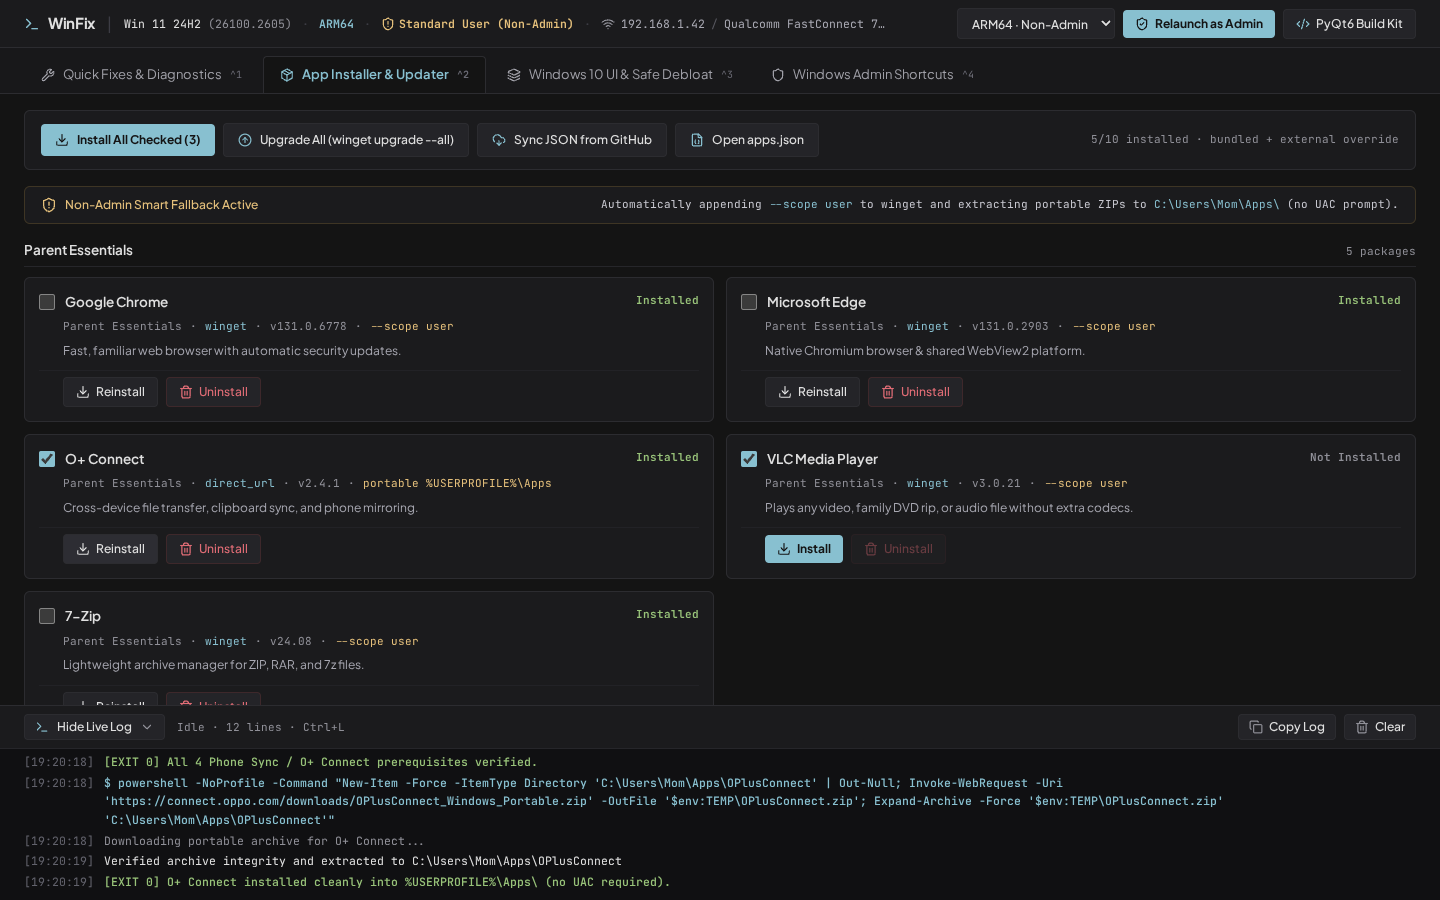 WinFix
Win 11 24H2 (26100.2605) · ARM64 · Standard User (Non-Admin) · 192.168.1.42 / Qualcomm FastConnect 7…
ARM64 · Non-Admin
Relaunch as Admin
PyQt6 Build Kit
Quick Fixes & Diagnostics ^1
App Installer & Updater ^2
Windows 10 UI & Safe Debloat ^3
Windows Admin Shortcuts ^4
Install All Checked (3)
Upgrade All (winget upgrade --all)
Sync JSON from GitHub
Open apps.json
5/10 installed · bundled + external override
Non-Admin Smart Fallback Active
Automatically appending --scope user to winget and extracting portable ZIPs to C:\Users\Mom\Apps\ (no UAC prompt).
Parent Essentials
5 packages
Google Chrome
Installed
Parent Essentials · winget · v131.0.6778 · --scope user
Fast, familiar web browser with automatic security updates.
Reinstall
Uninstall
Microsoft Edge
Installed
Parent Essentials · winget · v131.0.2903 · --scope user
Native Chromium browser & shared WebView2 platform.
Reinstall
Uninstall
O+ Connect
Installed
Parent Essentials · direct_url · v2.4.1 · portable %USERPROFILE%\Apps
Cross-device file transfer, clipboard sync, and phone mirroring.
Reinstall
Uninstall
VLC Media Player
Not Installed
Parent Essentials · winget · v3.0.21 · --scope user
Plays any video, family DVD rip, or audio file without extra codecs.
Install
Uninstall
7-Zip
Installed
Parent Essentials · winget · v24.08 · --scope user
Lightweight archive manager for ZIP, RAR, and 7z files.
Reinstall
Uninstall
Hide Live Log
Idle · 12 lines · Ctrl+L
Copy Log
Clear
[19:20:18] [EXIT 0] All 4 Phone Sync / O+ Connect prerequisites verified.
[19:20:18] $ powershell -NoProfile -Command "New-Item -Force -ItemType Directory 'C:\Users\Mom\Apps\OPlusConnect' | Out-Null; Invoke-WebRequest -Uri
'https://connect.oppo.com/downloads/OPlusConnect_Windows_Portable.zip' -OutFile '$env:TEMP\OPlusConnect.zip'; Expand-Archive -Force '$env:TEMP\OPlusConnect.zip'
'C:\Users\Mom\Apps\OPlusConnect'"
[19:20:18] Downloading portable archive for O+ Connect...
[19:20:19] Verified archive integrity and extracted to C:\Users\Mom\Apps\OPlusConnect
[19:20:19] [EXIT 0] O+ Connect installed cleanly into %USERPROFILE%\Apps\ (no UAC required).